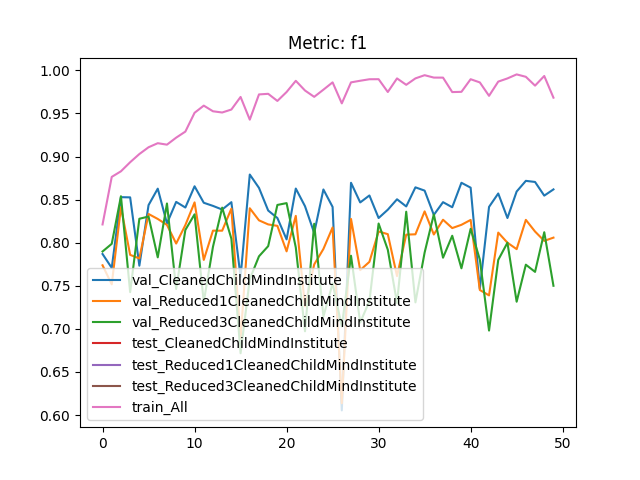 Metric: f1
1.00
0.95
0.90
0.85
0.80
0.75
0.70
0.65
0.60
val_CleanedChildMindInstitute
val_Reduced1CleanedChildMindInstitute
val_Reduced3CleanedChildMindInstitute
test_CleanedChildMindInstitute
test_Reduced1CleanedChildMindInstitute
test_Reduced3CleanedChildMindInstitute
train_All
0 10 20 30 40 50